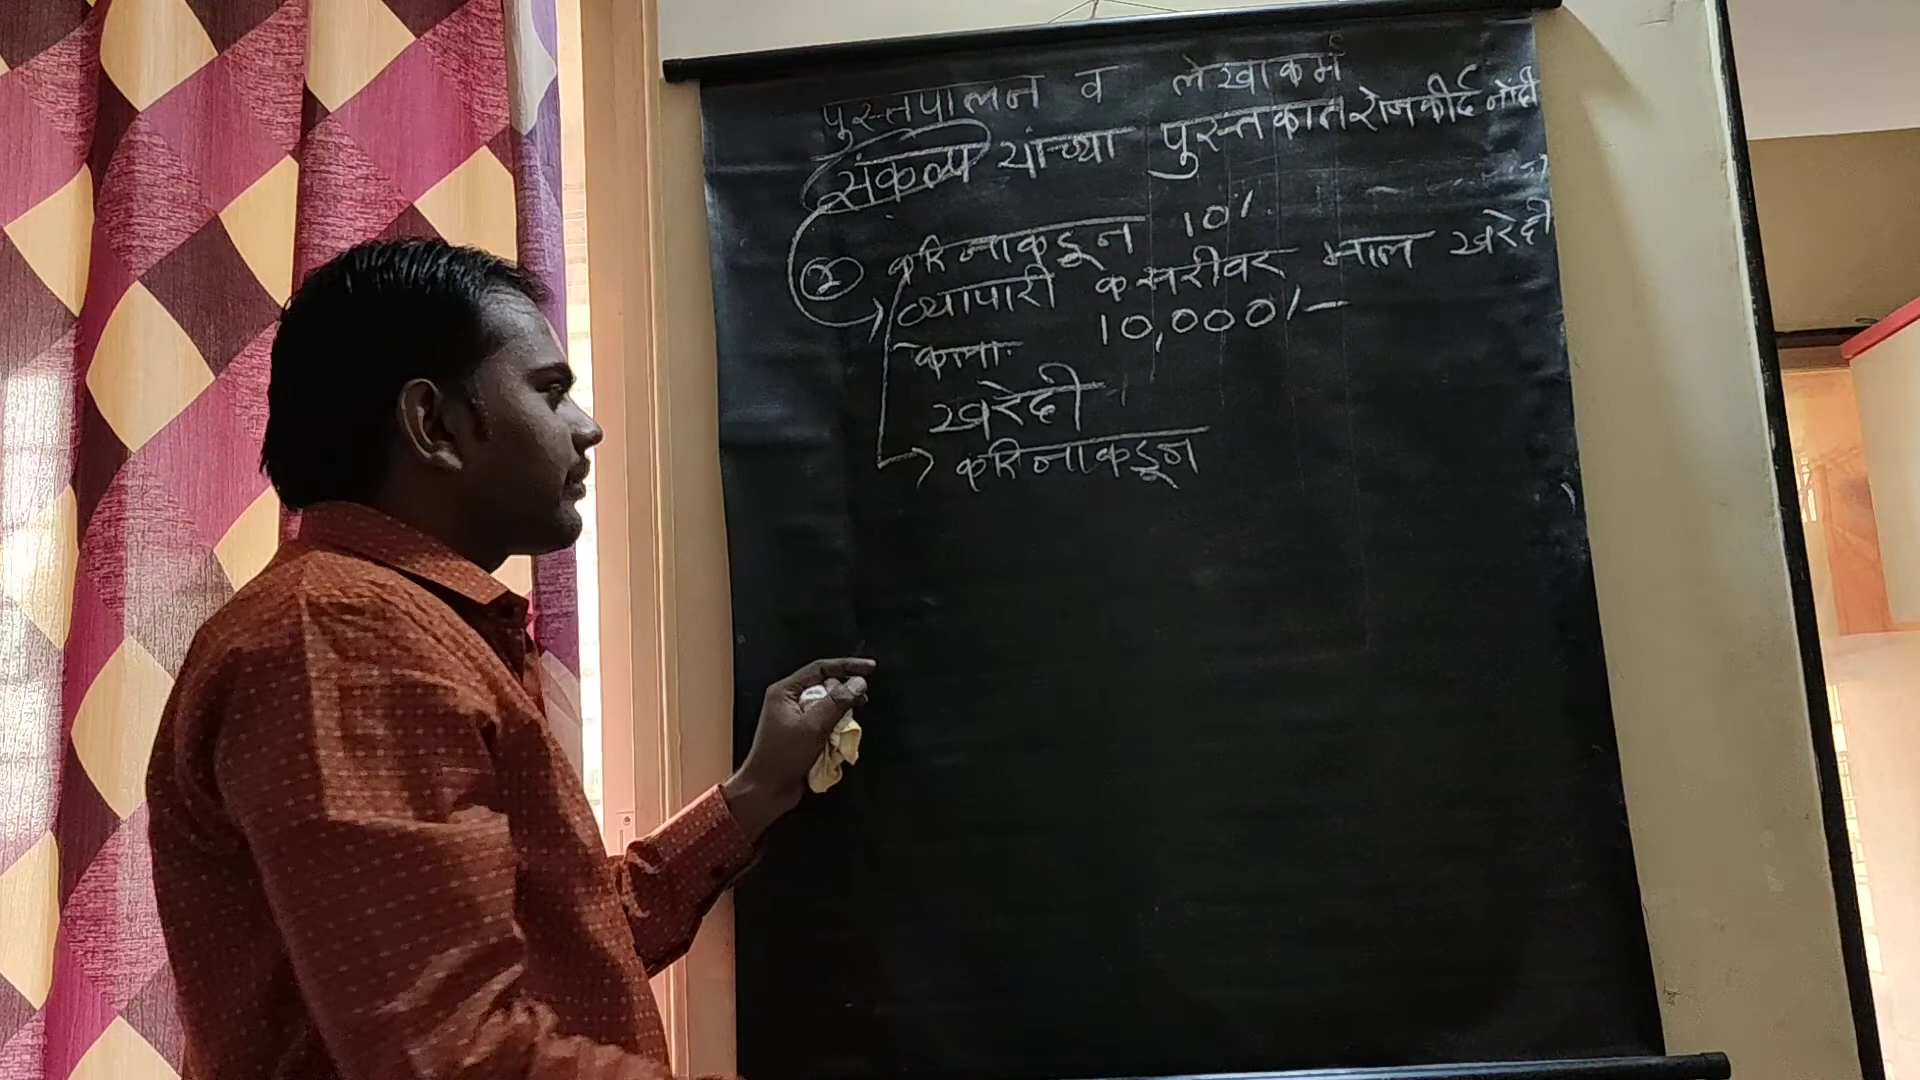 पुस्तपालन व लेखाकर्म
संकल्प यांच्या पुस्तकात रोजकीर्द नोंदी
② करिनाकडून 10%
व्यापारी कसरीवर माल खरेदी
केला 10,000/-
खरेदी
करिनाकडून